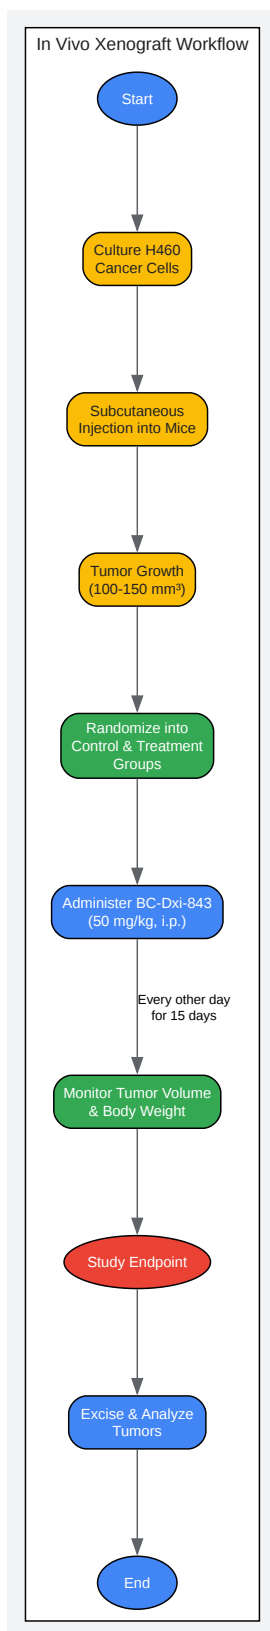 In Vivo Xenograft Workflow
Start
Culture H460
Cancer Cells
Subcutaneous
Injection into Mice
Tumor Growth
(100-150 mm³)
Randomize into
Control & Treatment
Groups
Administer BC-Dxi-843
(50 mg/kg, i.p.)
Every other day
for 15 days
Monitor Tumor Volume
& Body Weight
Study Endpoint
Excise & Analyze
Tumors
End